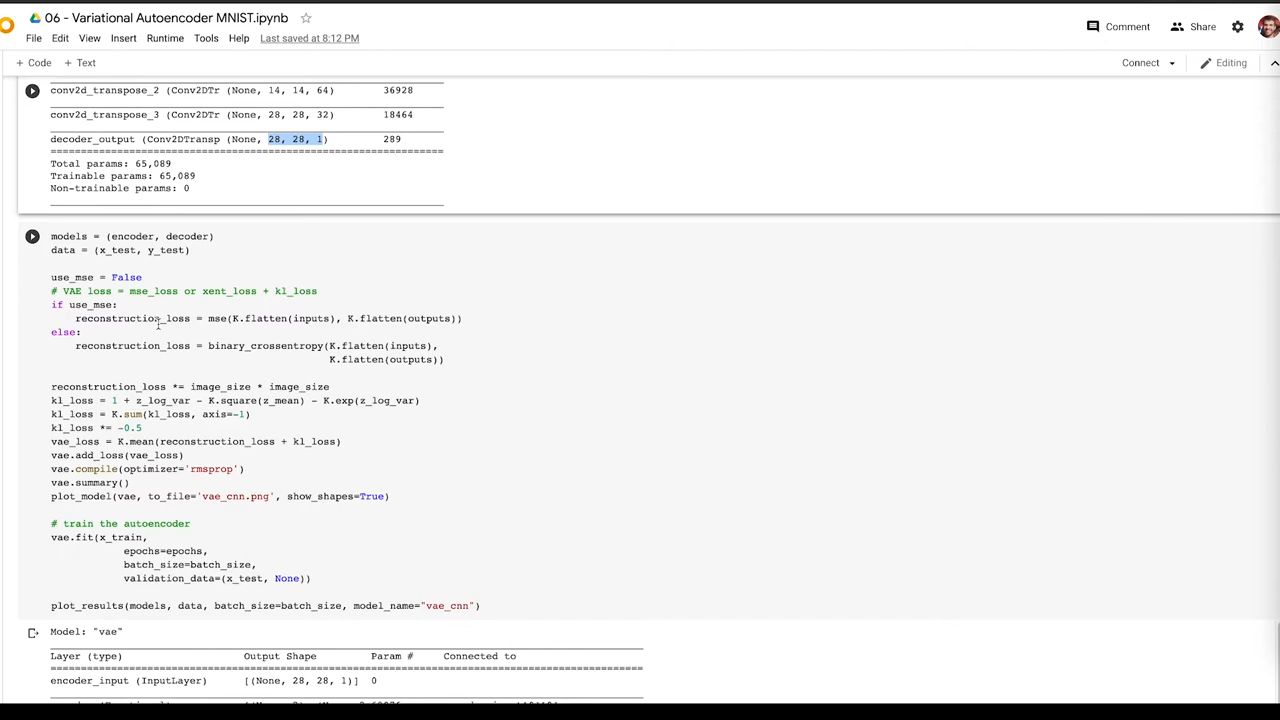 06 - Variational Autoencoder MNIST.ipynb
Comment
Share
File Edit View Insert Runtime Tools Help Last saved at 8:12 PM
+ Code + Text
Connect
Editing
conv2d_transpose_2 (Conv2DTr (None, 14, 14, 64) 36928
conv2d_transpose_3 (Conv2DTr (None, 28, 28, 32) 18464
decoder_output (Conv2DTransp (None, 28, 28, 1) 289
=================================================================
Total params: 65,089
Trainable params: 65,089
Non-trainable params: 0
models = (encoder, decoder)
data = (x_test, y_test)
use_mse = False
# VAE loss = mse_loss or xent_loss + kl_loss
if use_mse:
    reconstruction_loss = mse(K.flatten(inputs), K.flatten(outputs))
else:
    reconstruction_loss = binary_crossentropy(K.flatten(inputs),
                                              K.flatten(outputs))
reconstruction_loss *= image_size * image_size
kl_loss = 1 + z_log_var - K.square(z_mean) - K.exp(z_log_var)
kl_loss = K.sum(kl_loss, axis=-1)
kl_loss *= -0.5
vae_loss = K.mean(reconstruction_loss + kl_loss)
vae.add_loss(vae_loss)
vae.compile(optimizer='rmsprop')
vae.summary()
plot_model(vae, to_file='vae_cnn.png', show_shapes=True)
# train the autoencoder
vae.fit(x_train,
        epochs=epochs,
        batch_size=batch_size,
        validation_data=(x_test, None))
plot_results(models, data, batch_size=batch_size, model_name="vae_cnn")
Model: "vae"
Layer (type) Output Shape Param # Connected to
==================================================================================================
encoder_input (InputLayer) [(None, 28, 28, 1)] 0